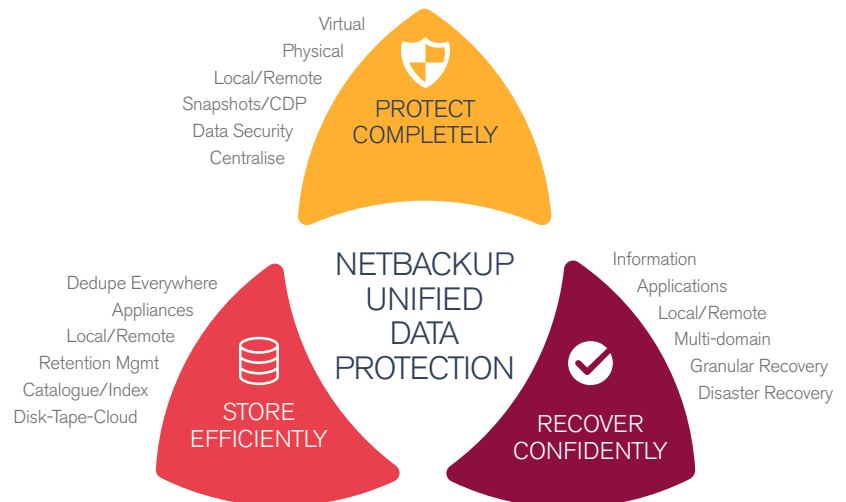 Virtual
Physical
Local/Remote
Snapshots/CDP
Data Security
Centralise
PROTECT
COMPLETELY
NETBACKUP
UNIFIED
DATA
PROTECTION
Dedupe Everywhere
Appliances
Local/Remote
Retention Mgmt
Catalogue/Index
Disk-Tape-Cloud
STORE
EFFICIENTLY
Information
Applications
Local/Remote
Multi-domain
Granular Recovery
Disaster Recovery
RECOVER
CONFIDENTLY